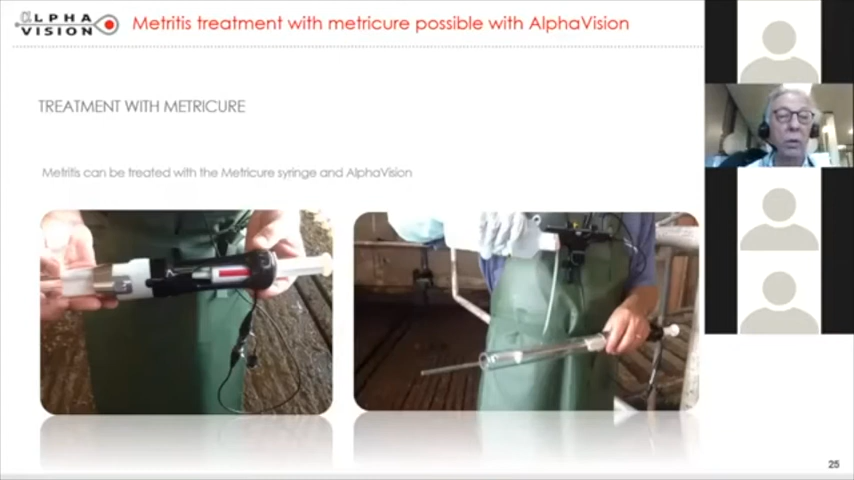 ALPHA
VISION
Metritis treatment with metricure possible with AlphaVision
TREATMENT WITH METRICURE
Metritis can be treated with the Metricure syringe and AlphaVision
25